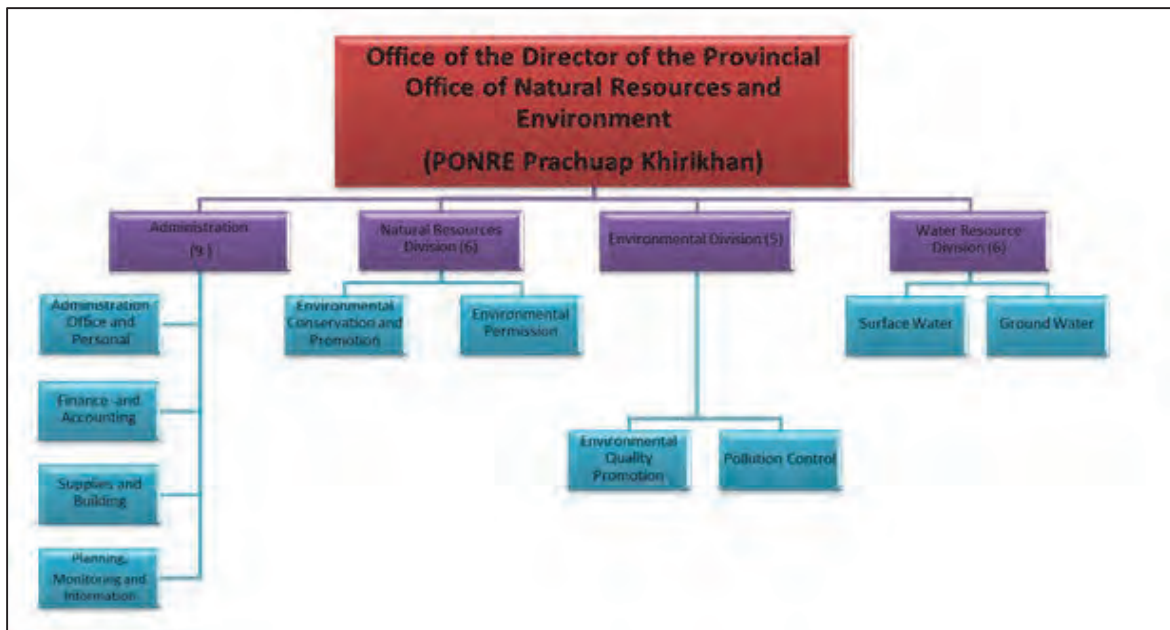 Office of the Director of the Provincial
Office of Natural Resources and
Environment
(PONRE Prachuap Khirikhan)
Administration
(9 )
Natural Resources
Division (6)
Environmental Division (5)
Water Resource
Division (6)
Administration
Office and
Personal
Finance and
Accounting
Supplies and
Building
Planning,
Monitoring and
Information
Environmental
Conservation and
Promotion
Environmental
Permission
Environmental
Quality
Promotion
Pollution Control
Surface Water
Ground Water